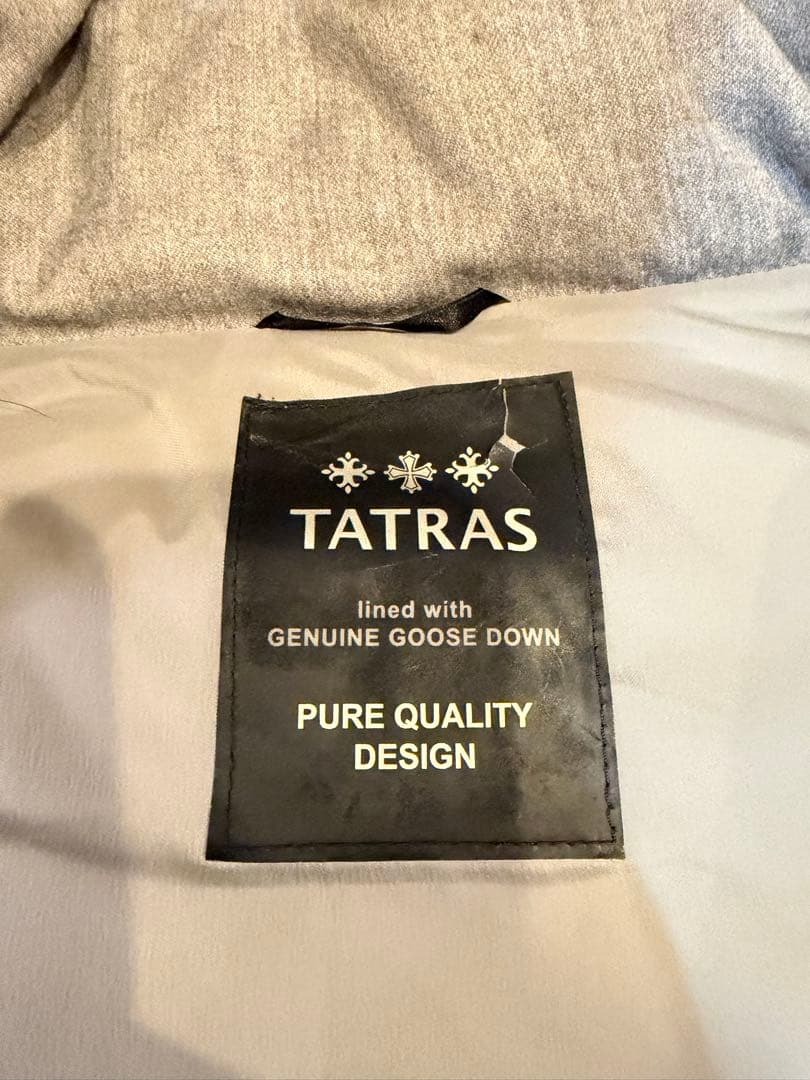 TATRAS
lined with
GENUINE GOOSE DOWN
PURE QUALITY
DESIGN